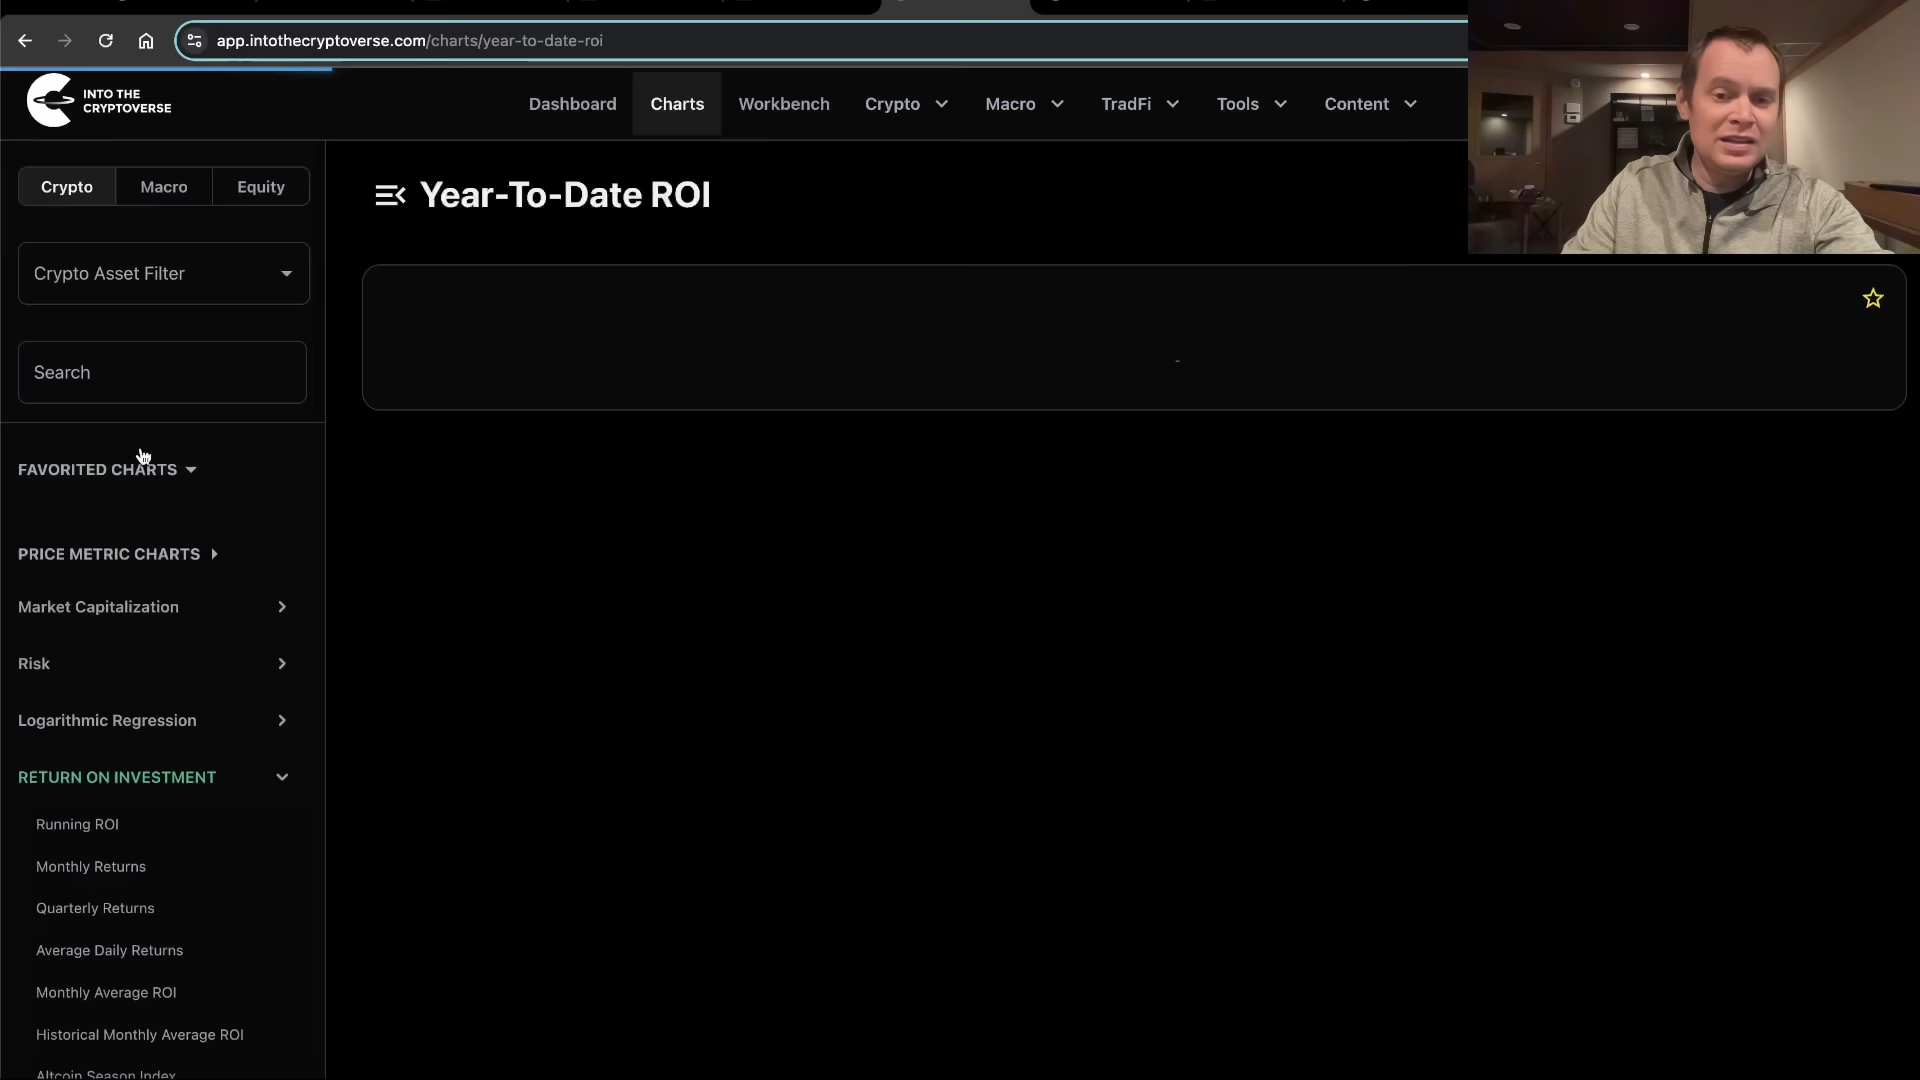 app.intothecryptoverse.com/charts/year-to-date-roi
INTO THE
CRYPTOVERSE
Dashboard
Charts
Workbench
Crypto
Macro
TradFi
Tools
Content
Crypto
Macro
Equity
Year-To-Date ROI
Crypto Asset Filter
Search
-
FAVORITED CHARTS
PRICE METRIC CHARTS
Market Capitalization
Risk
Logarithmic Regression
RETURN ON INVESTMENT
Running ROI
Monthly Returns
Quarterly Returns
Average Daily Returns
Monthly Average ROI
Historical Monthly Average ROI
Altcoin Season Index